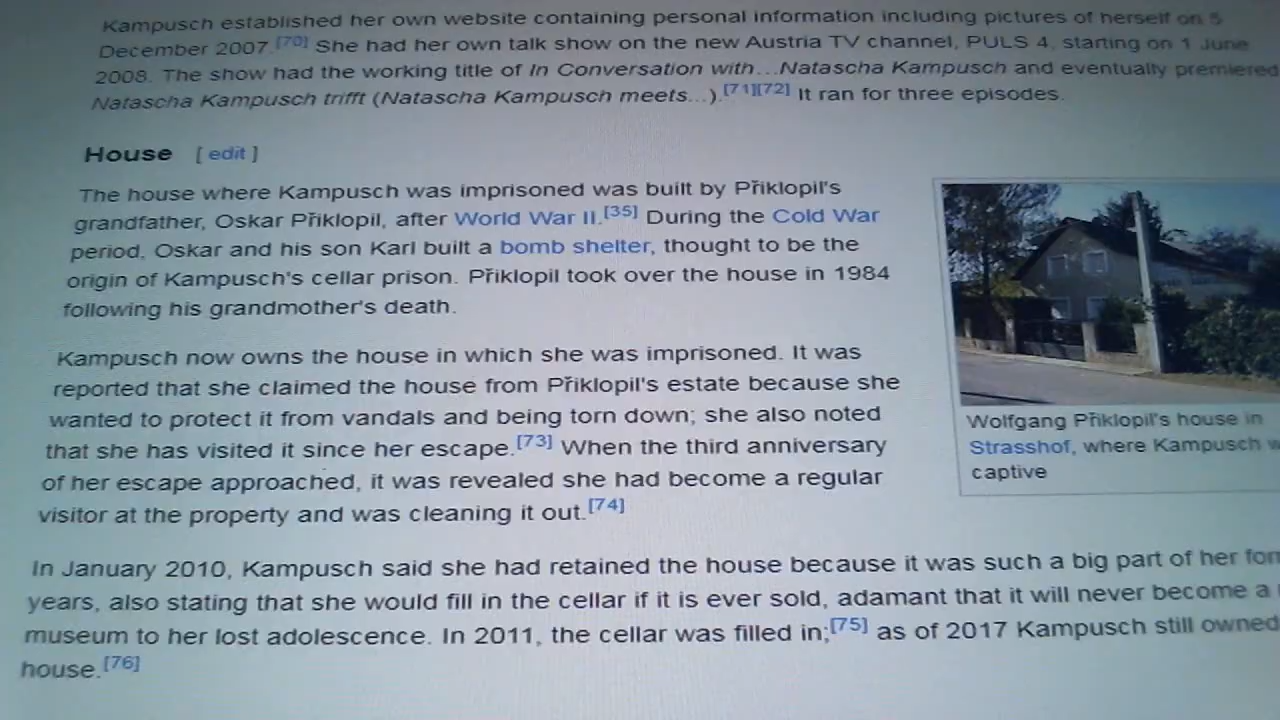 Kampusch established her own website containing personal information including pictures of herself on 5
December 2007.[70] She had her own talk show on the new Austria TV channel, PULS 4, starting on 1 June
2008. The show had the working title of In Conversation with...Natascha Kampusch and eventually premiered
Natascha Kampusch trifft (Natascha Kampusch meets...).[71][72] It ran for three episodes.
House [ edit ]
The house where Kampusch was imprisoned was built by Přiklopil's
grandfather, Oskar Přiklopil, after World War II.[35] During the Cold War
period, Oskar and his son Karl built a bomb shelter, thought to be the
origin of Kampusch's cellar prison. Přiklopil took over the house in 1984
following his grandmother's death.
Kampusch now owns the house in which she was imprisoned. It was
reported that she claimed the house from Přiklopil's estate because she
wanted to protect it from vandals and being torn down; she also noted
that she has visited it since her escape.[73] When the third anniversary
of her escape approached, it was revealed she had become a regular
visitor at the property and was cleaning it out.[74]
Wolfgang Přiklopil's house in
Strasshof, where Kampusch
captive
In January 2010, Kampusch said she had retained the house because it was such a big part of her
years, also stating that she would fill in the cellar if it is ever sold, adamant that it will never become a
museum to her lost adolescence. In 2011, the cellar was filled in;[75] as of 2017 Kampusch still owned
house.[76]